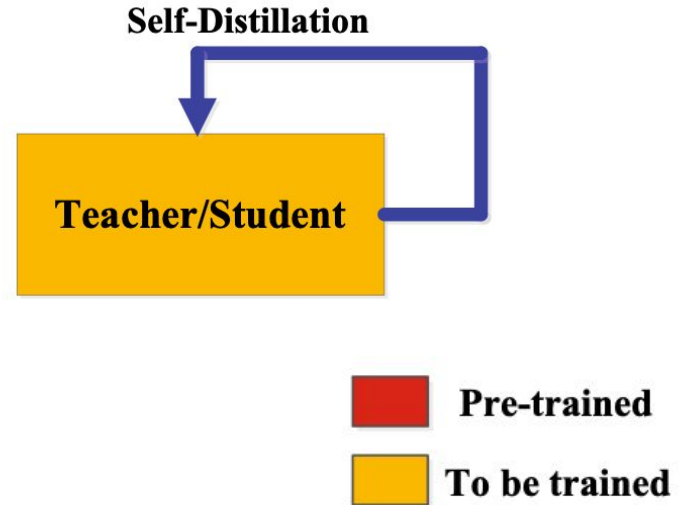 Self-Distillation
Teacher/Student
Pre-trained
To be trained